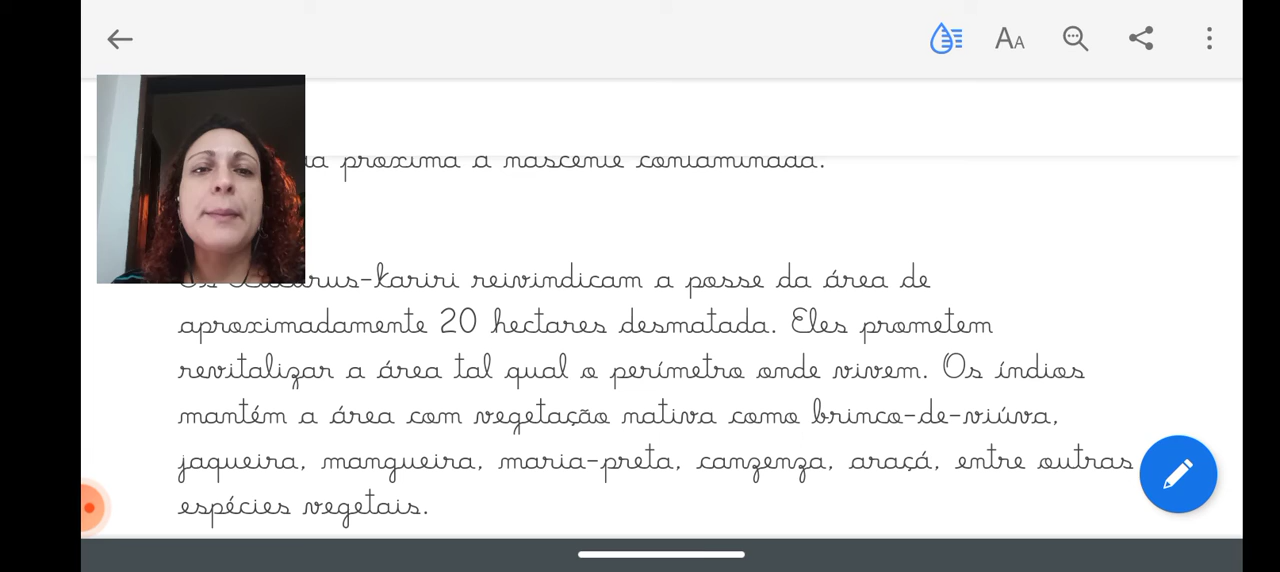 AA
próxima a nascente contaminada.
reivindicam a posse da área de
aproximadamente 20 hectares desmatada. Eles prometem
revitalizar a área tal qual o perímetro onde vivem. Os índios
mantém a área com vegetação nativa como brinco-de-viúva,
jaqueira, mangueira, maria-preta, canzenza, araçá, entre outras
espécies vegetais.